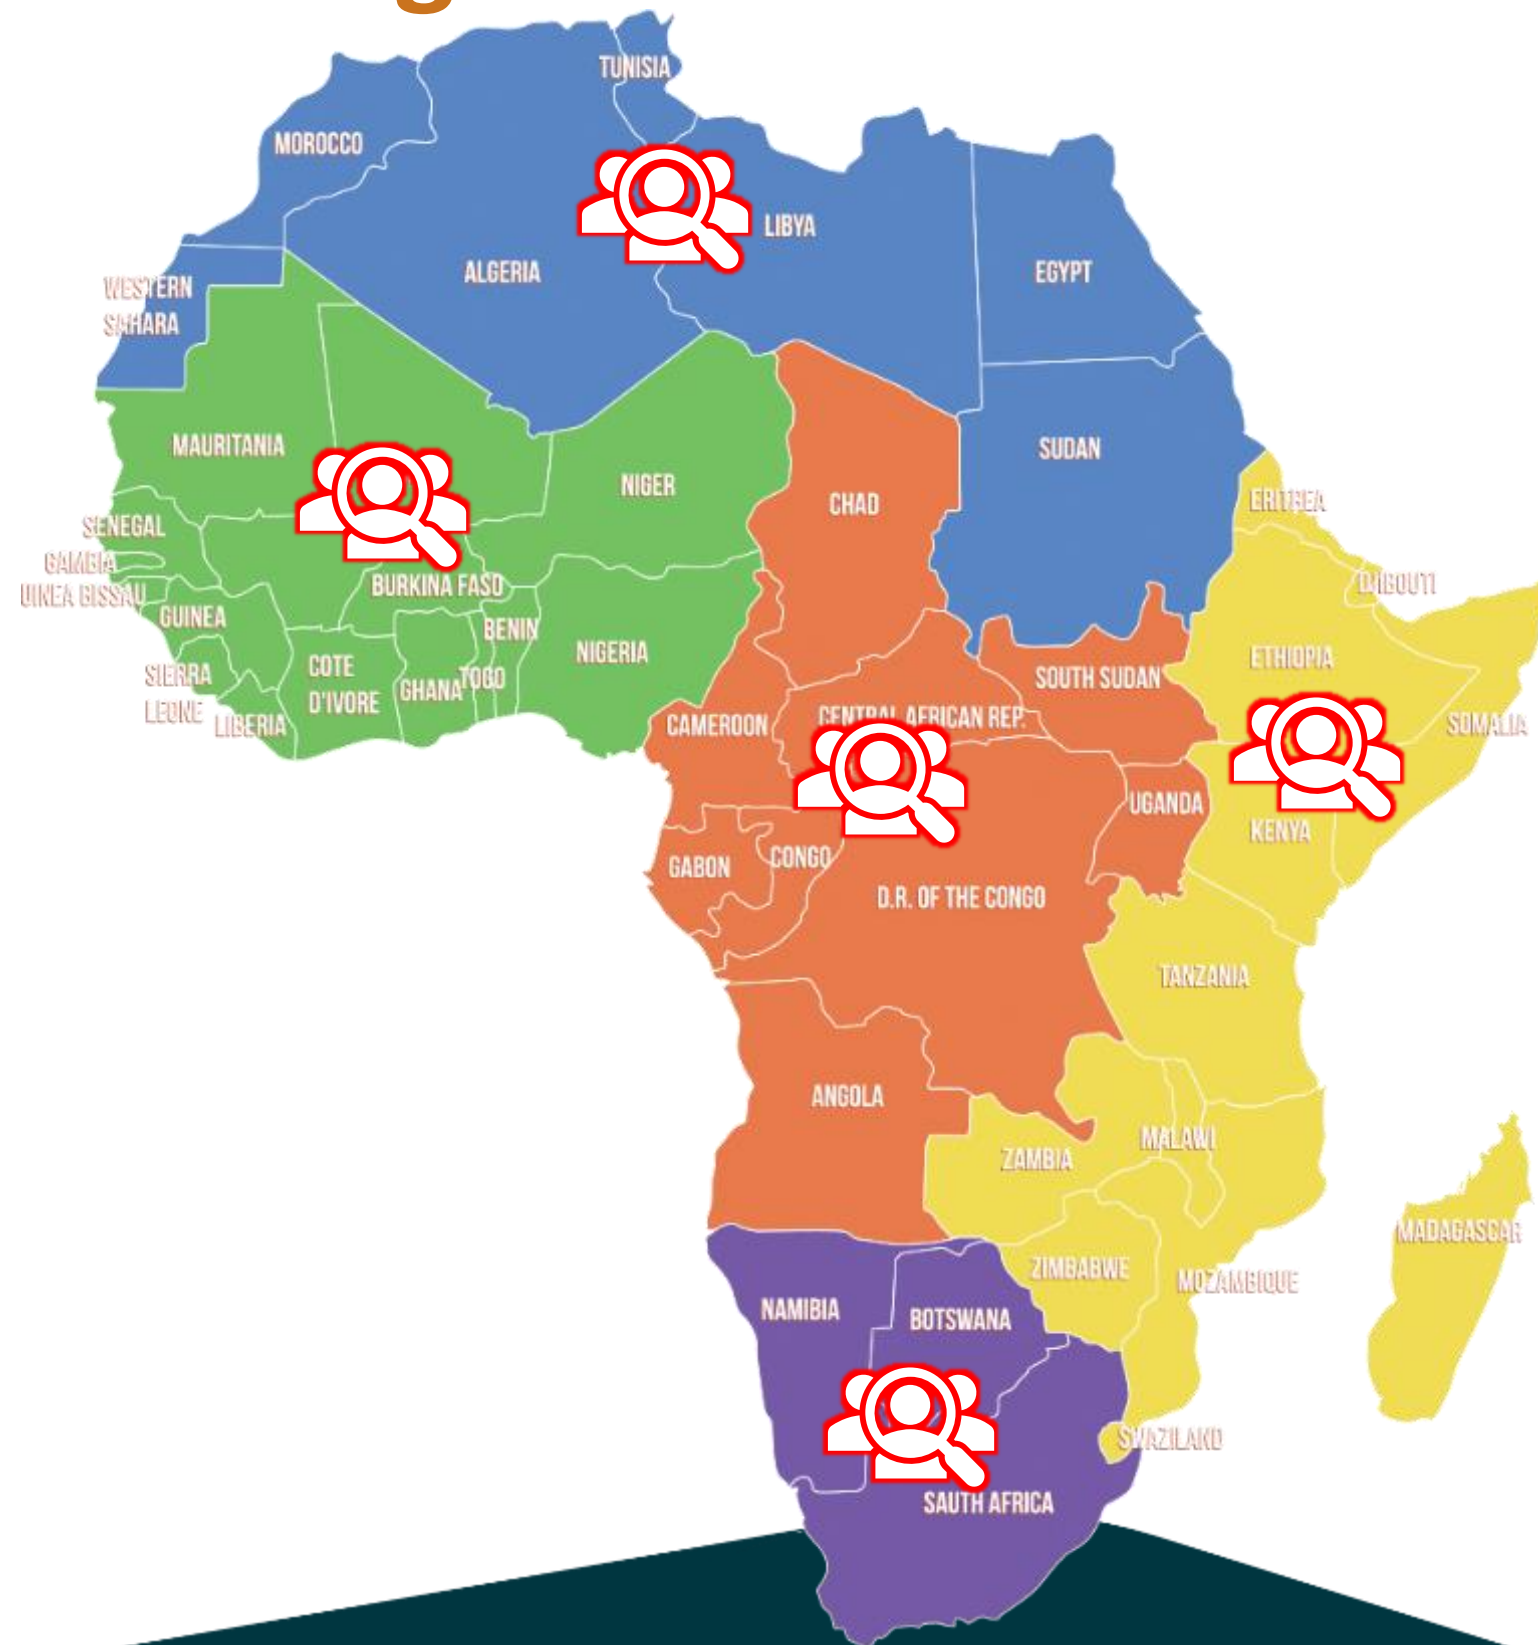 TUNISIA
MOROCCO
LIBYA
ALGERIA
EGYPT
WESTERN
SAHARA
MAURITANIA
SUDAN
NIGER
CHAD
ERITREA
SENEGAL
GAMBIA
UINEA BISSAU
BURKINA FASO
DJIBOUTI
GUINEA
BENIN
NIGERIA
ETHIOPIA
COTE
D'IVORE
SIERRA
LEONE
TOGO
GHANA
SOUTH SUDAN
LIBERIA
CAMEROON
CENTRAL AFRICAN REP.
SOMALIA
UGANDA
KENYA
GABON
CONGO
D.R. OF THE CONGO
TANZANIA
ANGOLA
MALAWI
ZAMBIA
MADAGASCAR
ZIMBABWE
MOZAMBIQUE
NAMIBIA
BOTSWANA
SWAZILAND
SAUTH AFRICA